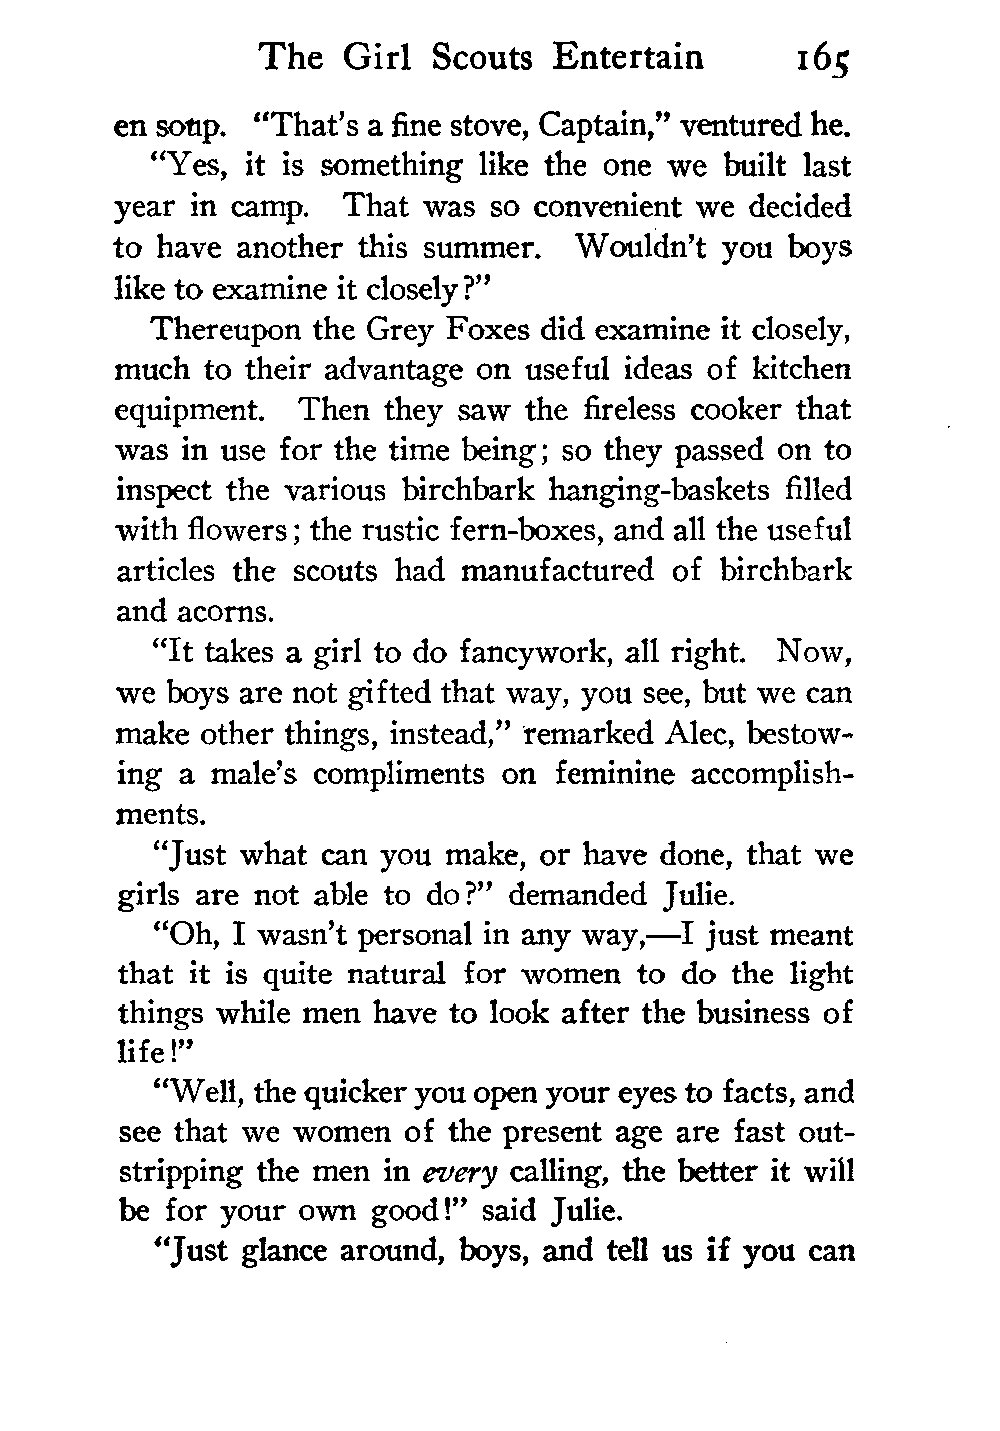 The Girl Scouts Entertain 165
en soup. "That's a fine stove, Captain," ventured he.
"Yes, it is something like the one we built last
year in camp. That was so convenient we decided
to have another this summer. Wouldn't you boys
like to examine it closely?"
Thereupon the Grey Foxes did examine it closely,
much to their advantage on useful ideas of kitchen
equipment. Then they saw the fireless cooker that
was in use for the time being; so they passed on to
inspect the various birchbark hanging-baskets filled
with flowers; the rustic fern-boxes, and all the useful
articles the scouts had manufactured of birchbark
and acorns.
"It takes a girl to do fancywork, all right. Now,
we boys are not gifted that way, you see, but we can
make other things, instead," remarked Alec, bestow-
ing a male's compliments on feminine accomplish-
ments.
"Just what can you make, or have done, that we
girls are not able to do?" demanded Julie.
"Oh, I wasn't personal in any way,—I just meant
that it is quite natural for women to do the light
things while men have to look after the business of
life!"
"Well, the quicker you open your eyes to facts, and
see that we women of the present age are fast out-
stripping the men in every calling, the better it will
be for your own good!" said Julie.
"Just glance around, boys, and tell us if you can